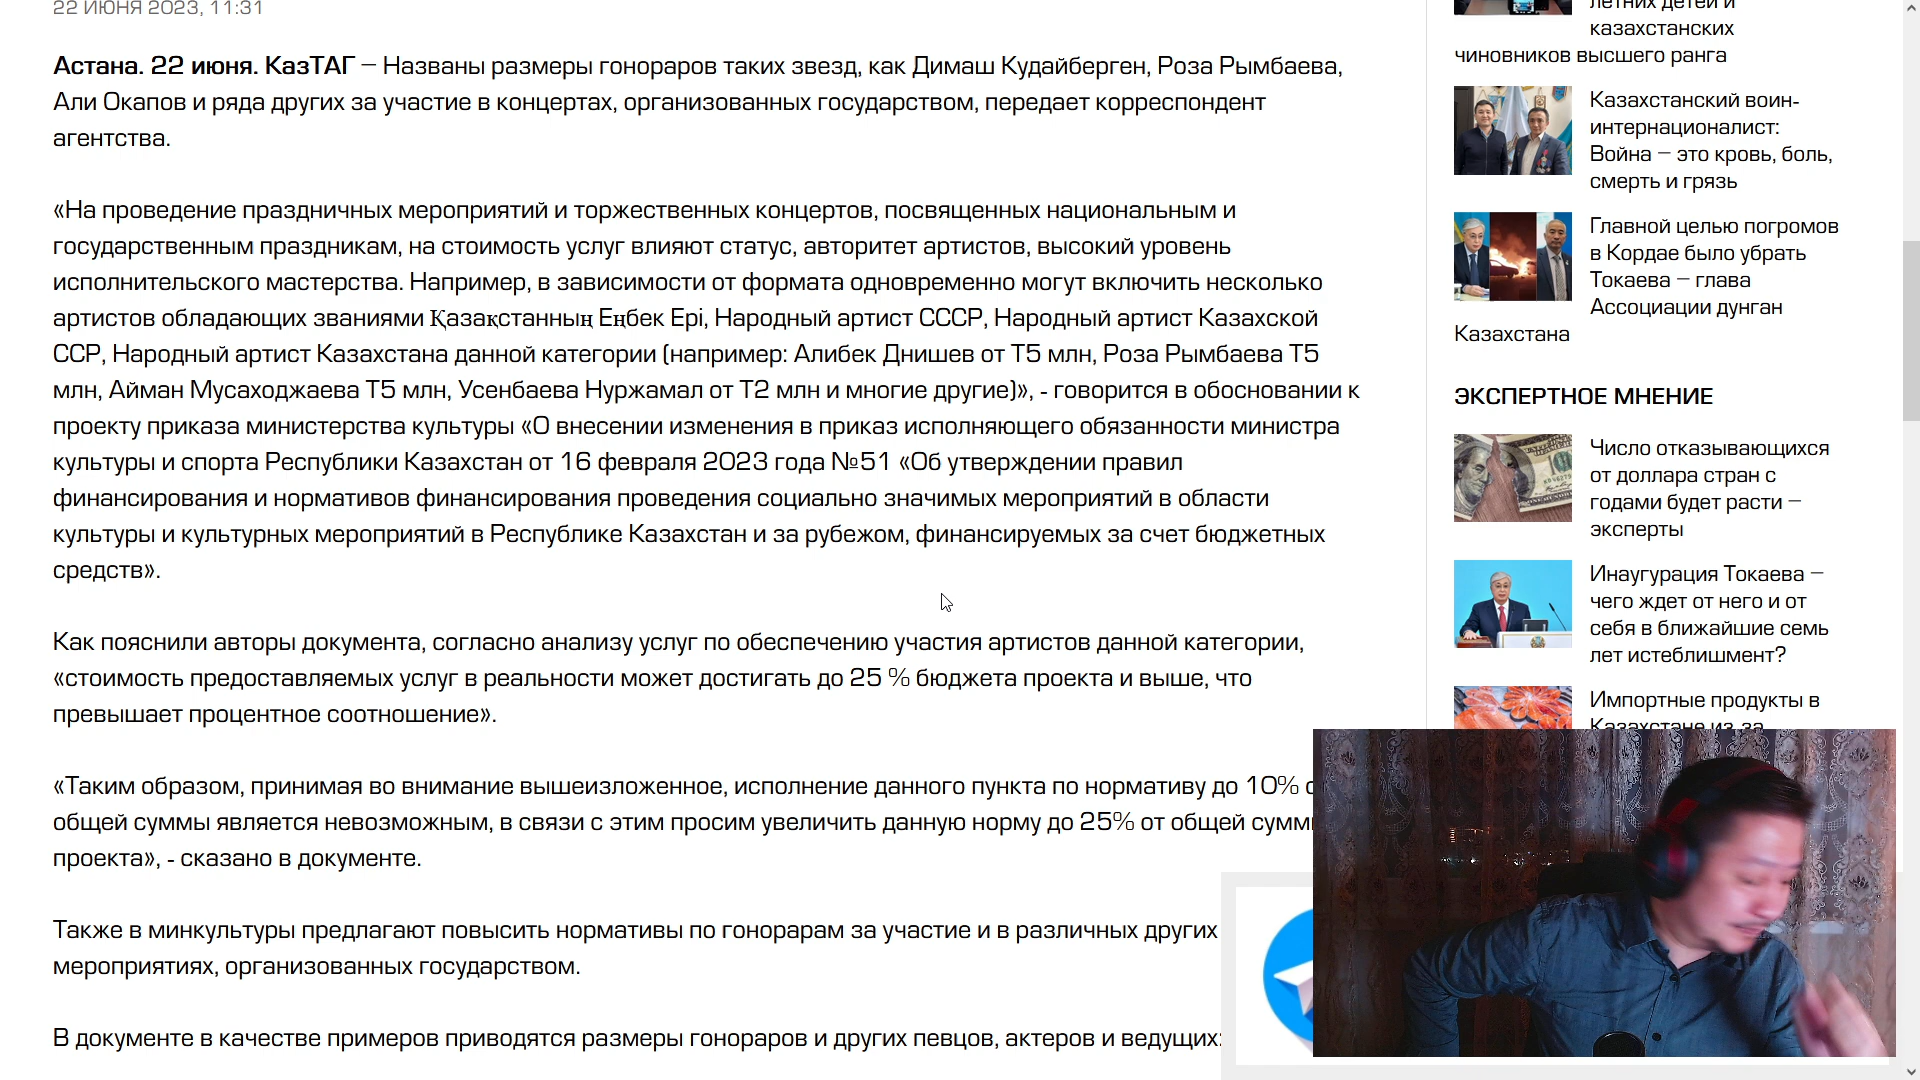 22 ИЮНЯ 2023, 11:31
Астана. 22 июня. КазТАГ – Названы размеры гонораров таких звезд, как Димаш Кудайберген, Роза Рымбаева,
Али Окапов и ряда других за участие в концертах, организованных государством, передает корреспондент
агентства.
«На проведение праздничных мероприятий и торжественных концертов, посвященных национальным и
государственным праздникам, на стоимость услуг влияют статус, авторитет артистов, высокий уровень
исполнительского мастерства. Например, в зависимости от формата одновременно могут включить несколько
артистов обладающих званиями Қазақстанның Еңбек Ері, Народный артист СССР, Народный артист Казахской
ССР, Народный артист Казахстана данной категории (например: Алибек Днишев от Т5 млн, Роза Рымбаева Т5
млн, Айман Мусаходжаева Т5 млн, Усенбаева Нуржамал от Т2 млн и многие другие)», - говорится в обосновании к
проекту приказа министерства культуры «О внесении изменения в приказ исполняющего обязанности министра
культуры и спорта Республики Казахстан от 16 февраля 2023 года №51 «Об утверждении правил
финансирования и нормативов финансирования проведения социально значимых мероприятий в области
культуры и культурных мероприятий в Республике Казахстан и за рубежом, финансируемых за счет бюджетных
средств».
Как пояснили авторы документа, согласно анализу услуг по обеспечению участия артистов данной категории,
«стоимость предоставляемых услуг в реальности может достигать до 25 % бюджета проекта и выше, что
превышает процентное соотношение».
«Таким образом, принимая во внимание вышеизложенное, исполнение данного пункта по нормативу до 10%
общей суммы является невозможным, в связи с этим просим увеличить данную норму до 25% от общей
проекта», - сказано в документе.
Также в минкультуры предлагают повысить нормативы по гонорарам за участие и в различных других
мероприятиях, организованных государством.
В документе в качестве примеров приводятся размеры гонораров и других певцов, актеров и ведущих:
летних детей и
казахстанских
чиновников высшего ранга
Казахстанский воин-
интернационалист:
Война – это кровь, боль,
смерть и грязь
Главной целью погромов
в Кордае было убрать
Токаева – глава
Ассоциации дунган
Казахстана
ЭКСПЕРТНОЕ МНЕНИЕ
Число отказывающихся
от доллара стран с
годами будет расти –
эксперты
Инаугурация Токаева –
чего ждет от него и от
себя в ближайшие семь
лет истеблишмент?
Импортные продукты в
Казахстане из-за